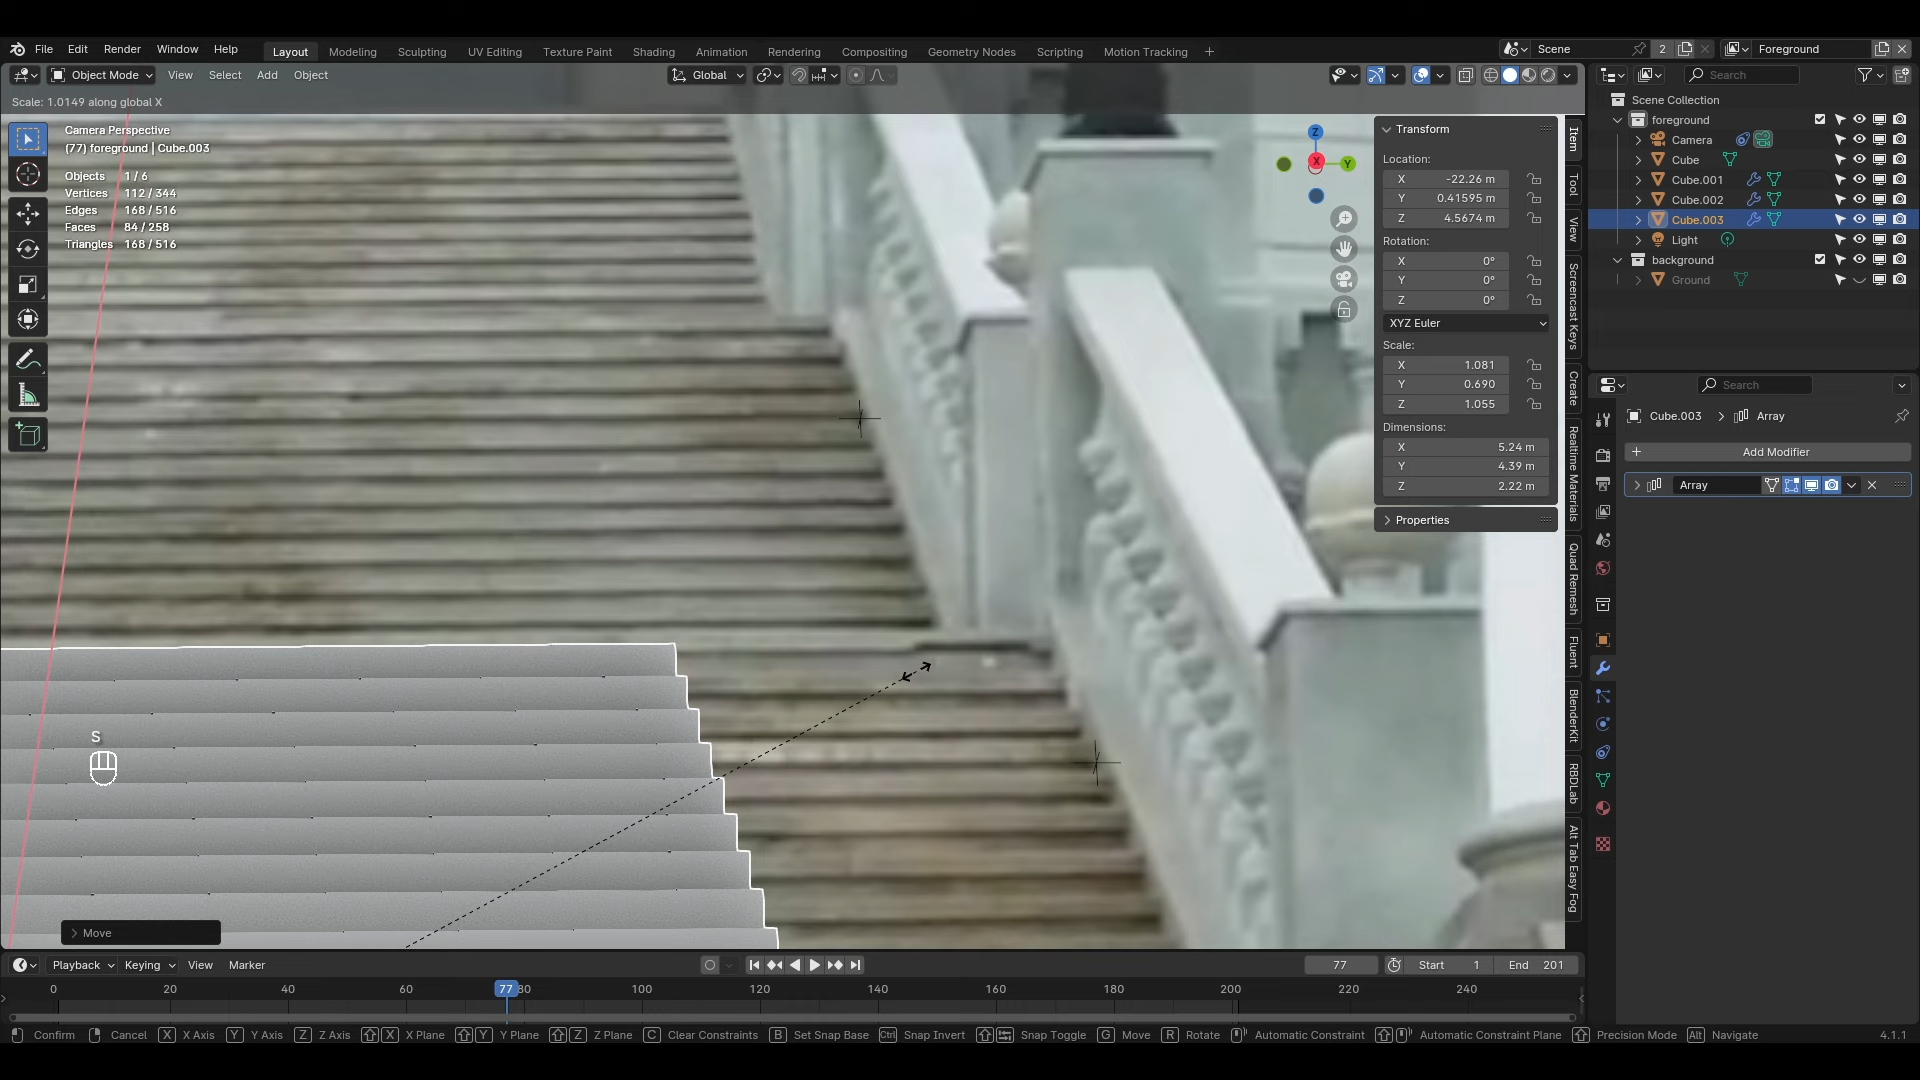 File Edit Render Window Help Layout Modeling Sculpting UV Editing Texture Paint Shading Animation Rendering Compositing Geometry Nodes Scripting Motion Tracking + Scene 2 Foreground
Object Mode View Select Add Object Global Search
Scale: 1.0149 along global X
Camera Perspective
(77) foreground | Cube.003
Objects 1 / 6
Vertices 112 / 344
Edges 168 / 516
Faces 84 / 258
Triangles 168 / 516
Z
X
Y
Transform
Location:
X -22.26 m
Y 0.41595 m
Z 4.5674 m
Rotation:
X 0°
Y 0°
Z 0°
XYZ Euler
Scale:
X 1.081
Y 0.690
Z 1.055
Dimensions:
X 5.24 m
Y 4.39 m
Z 2.22 m
Properties
Item
Tool
View
Screencast Keys
Create
Realtime Materials
Quad Remesh
Fluent
BlenderKit
RBDLab
Alt Tab Easy Fog
Scene Collection
foreground
Camera
Cube
Cube.001
Cube.002
Cube.003
Light
background
Ground
Search
Cube.003 Array
+ Add Modifier
Array
S
Move
Playback Keying View Marker 77 Start 1 End 201
0 20 40 60 77 80 100 120 140 160 180 200 220 240
Confirm Cancel X X Axis Y Y Axis Z Z Axis X X Plane Y Y Plane Z Z Plane C Clear Constraints B Set Snap Base Ctrl Snap Invert Snap Toggle G Move R Rotate Automatic Constraint Automatic Constraint Plane Precision Mode Alt Navigate 4.1.1